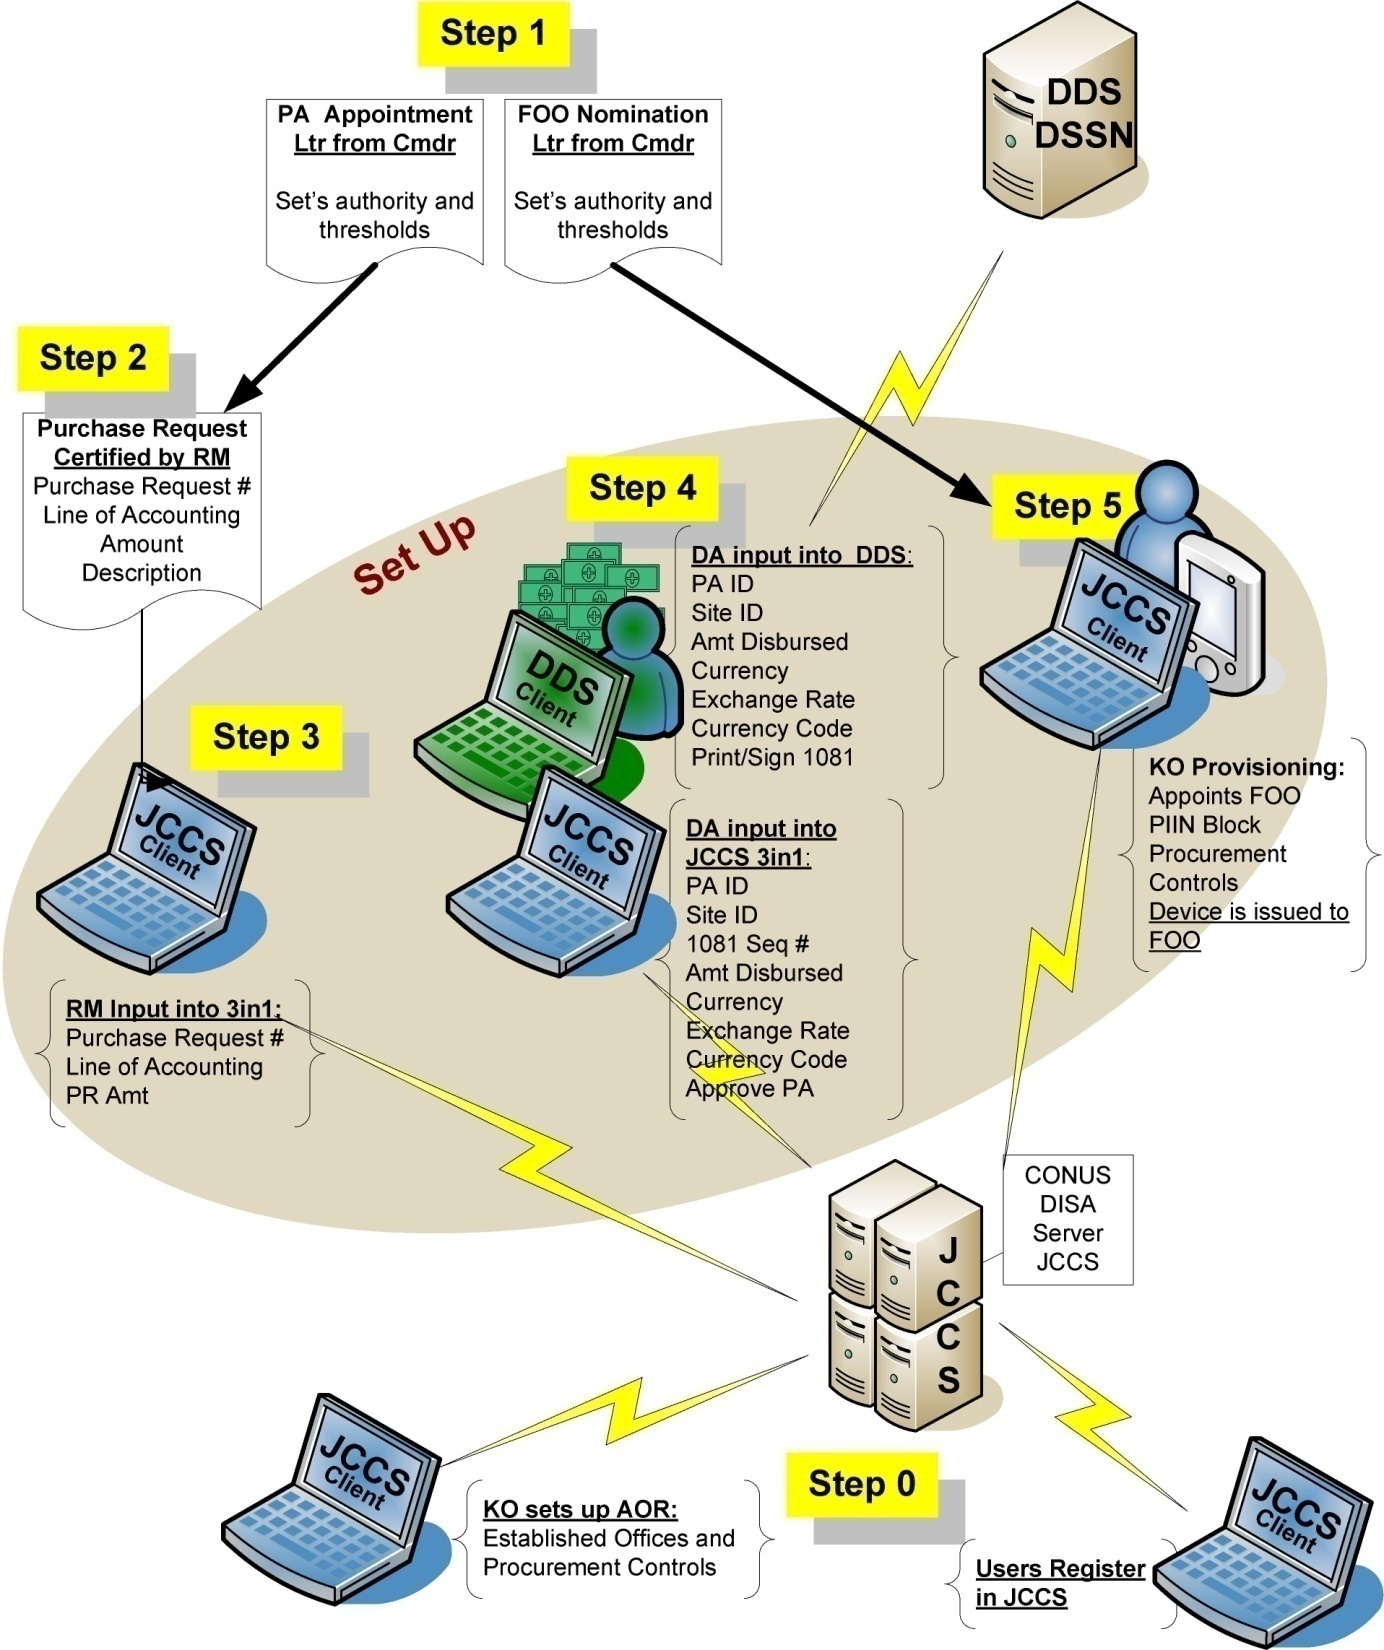 Step 1
PA Appointment
Ltr from Cmdr
Set's authority and
thresholds
FOO Nomination
Ltr from Cmdr
Set's authority and
thresholds
DDS
DSSN
Step 2
Purchase Request
Certified by RM
Purchase Request #
Line of Accounting
Amount
Description
Set Up
Step 4
DA input into DDS:
PA ID
Site ID
Amt Disbursed
Currency
Exchange Rate
Currency Code
Print/Sign 1081
DDS
Client
JCCS
Client
DA input into
JCCS 3in1:
PA ID
Site ID
1081 Seq #
Amt Disbursed
Currency
Exchange Rate
Currency Code
Approve PA
Step 5
JCCS
Client
KO Provisioning:
Appoints FOO
PIIN Block
Procurement
Controls
Device is issued to
FOO
Step 3
JCCS
Client
RM Input into 3in1:
Purchase Request #
Line of Accounting
PR Amt
CONUS
DISA
Server
JCCS
J
C
C
S
JCCS
Client
KO sets up AOR:
Established Offices and
Procurement Controls
Step 0
Users Register
in JCCS
JCCS
Client